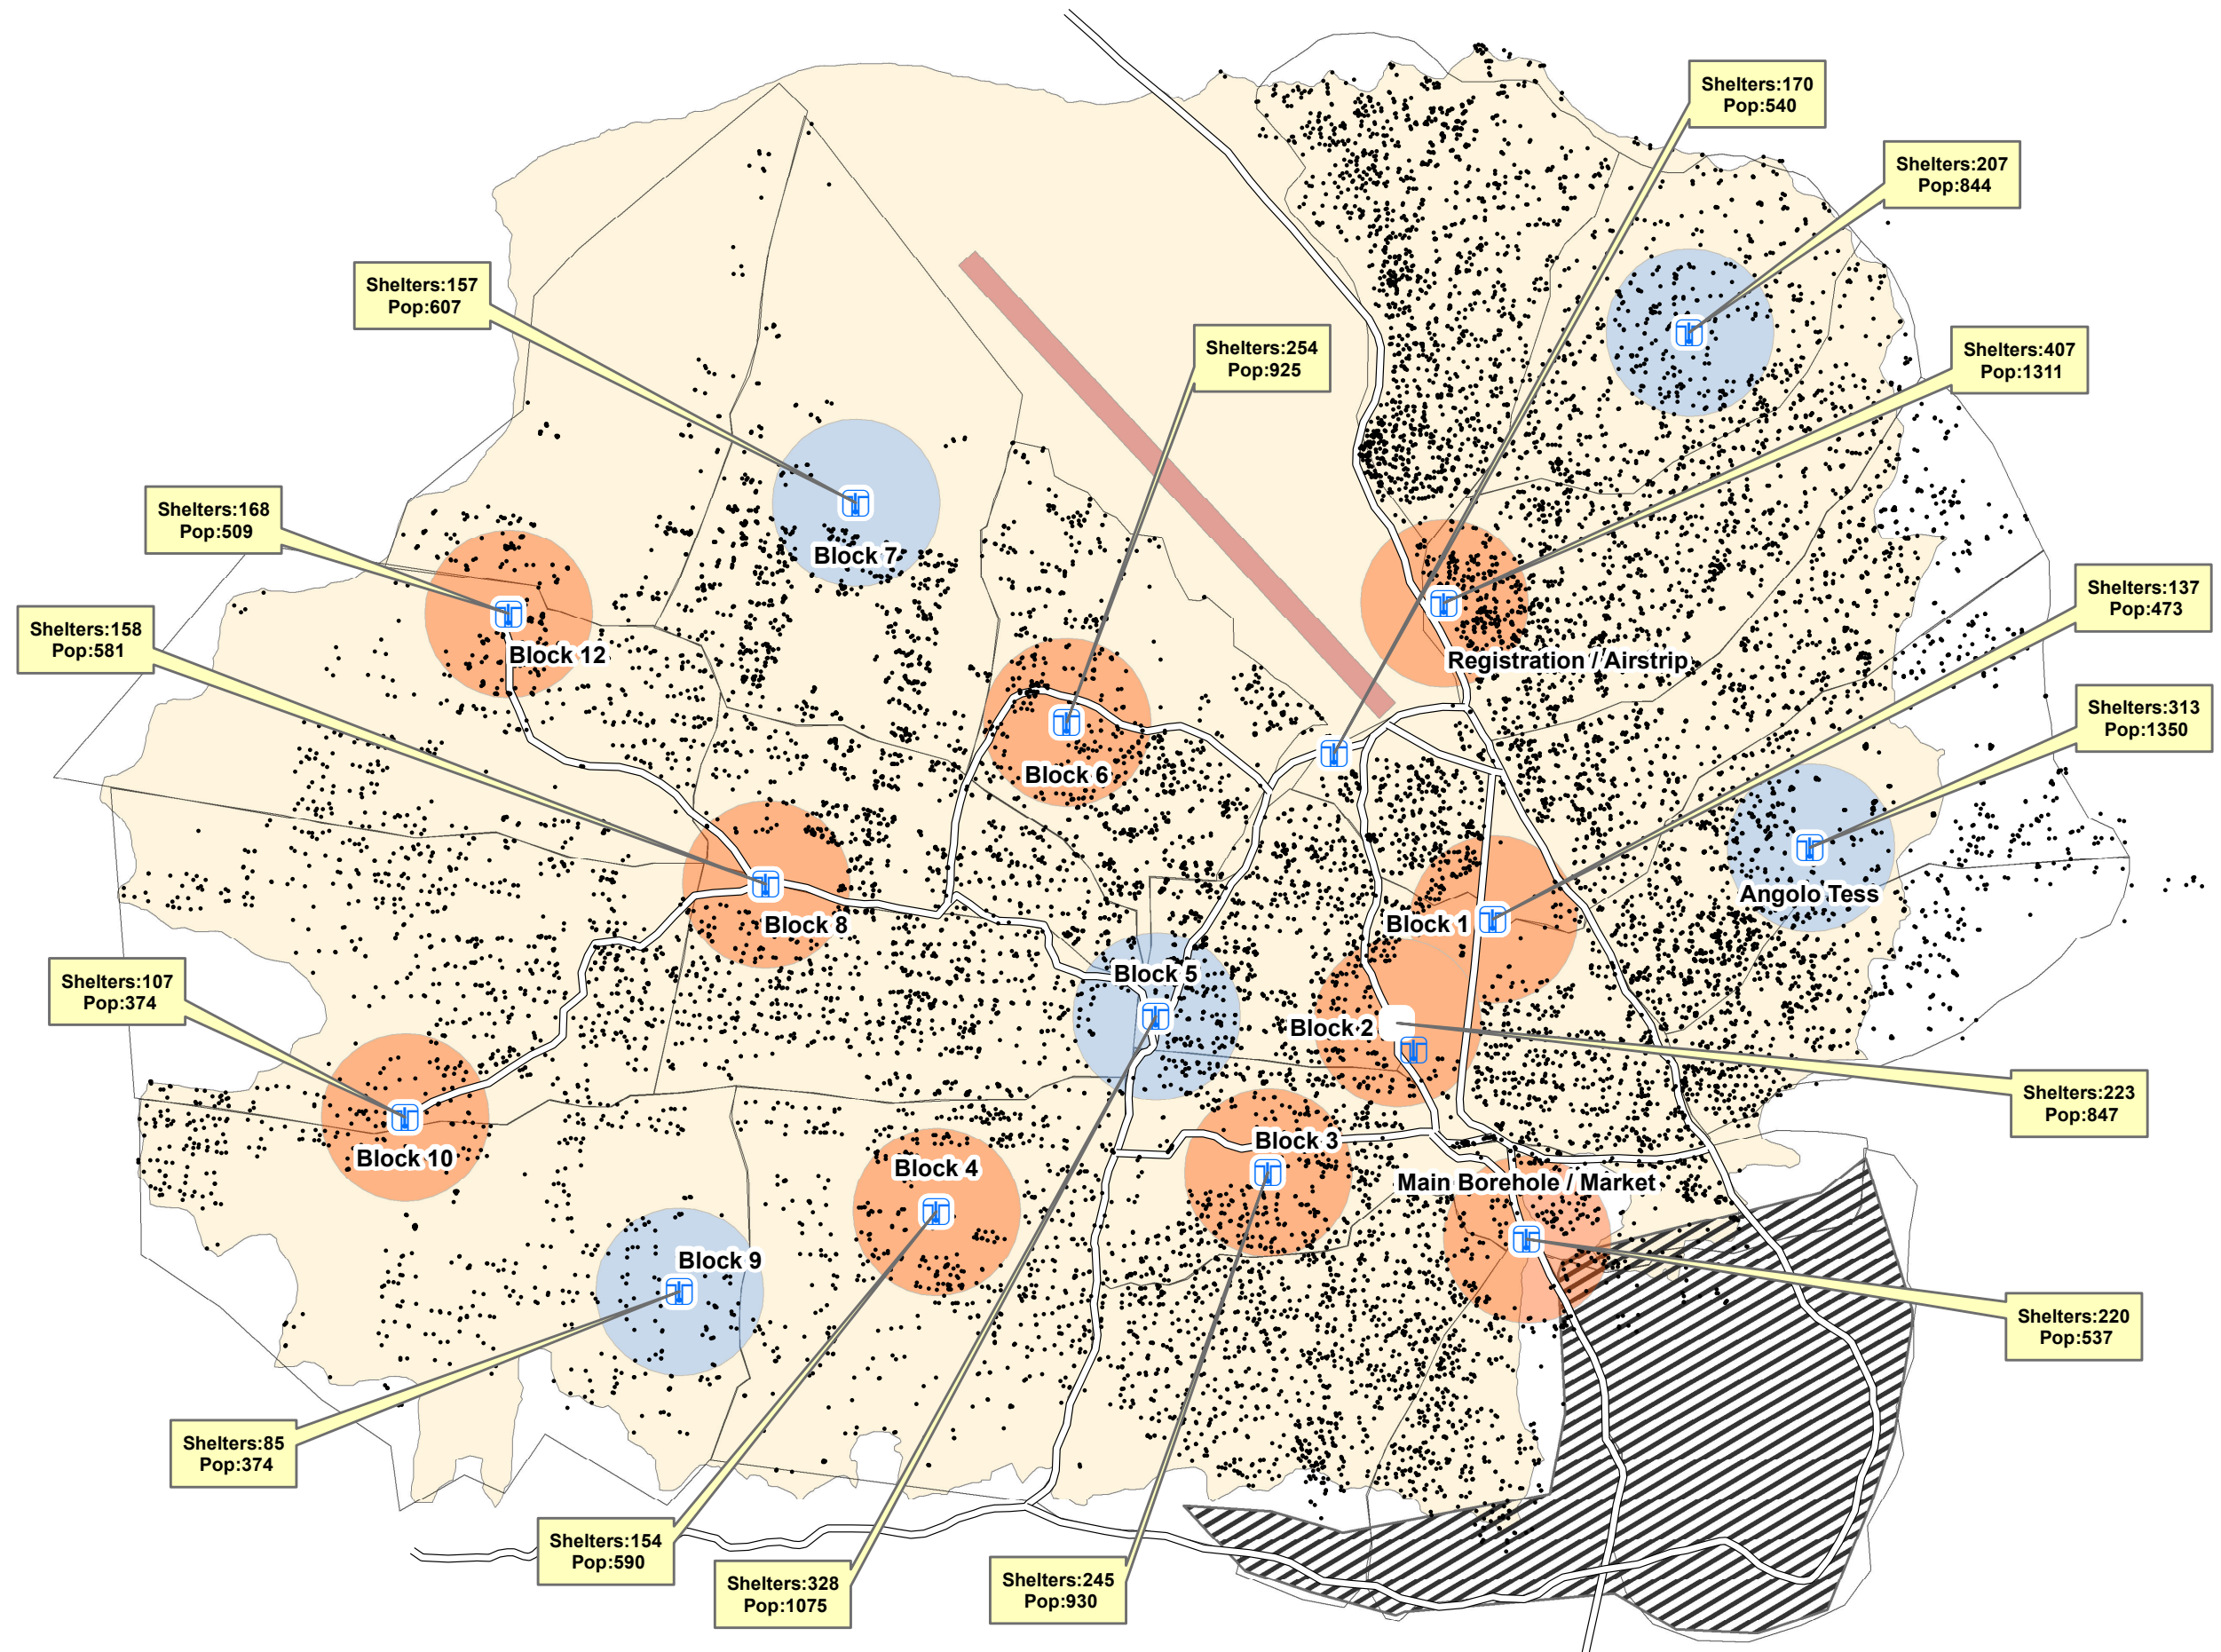 Shelters:170
Pop:540
Shelters:207
Pop:844
Shelters:157
Pop:607
Shelters:254
Pop:925
Shelters:407
Pop:1311
Shelters:168
Pop:509
Block 7
Shelters:137
Pop:473
Shelters:158
Pop:581
Block 12
Registration / Airstrip
Shelters:313
Pop:1350
Block 6
Angolo Tess
Block 8
Block 1
Block 5
Shelters:107
Pop:374
Block 2
Shelters:223
Pop:847
Block 3
Block 10
Block 4
Main Borehole / Market
Block 9
Shelters:220
Pop:537
Shelters:85
Pop:374
Shelters:154
Pop:590
Shelters:328
Pop:1075
Shelters:245
Pop:930